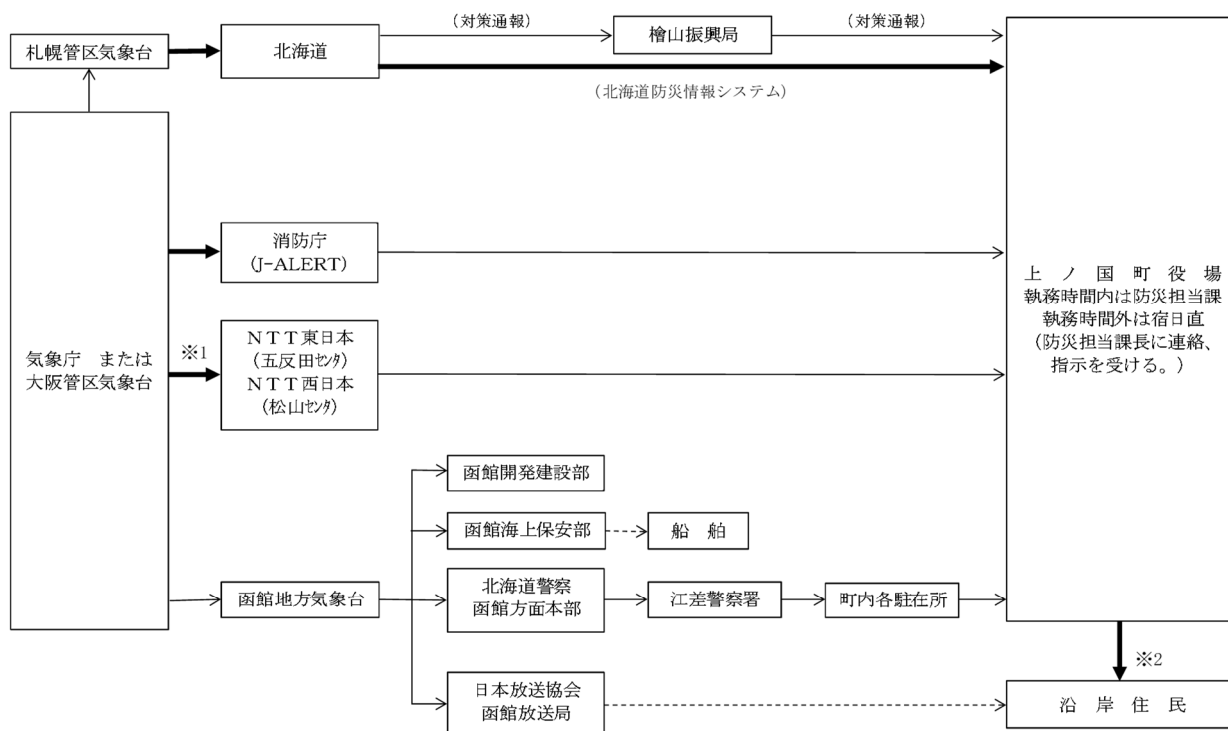 (対策通報)
(対策通報)
札幌管区気象台
北海道
檜山振興局
(北海道防災情報システム)
消防庁
(J-ALERT)
上ノ国町役場
執務時間内は防災担当課
執務時間外は宿日直
(防災担当課長に連絡、
指示を受ける。)
気象庁 または
大阪管区気象台
※1
NTT東日本
(五反田センタ)
NTT西日本
(松山センタ)
函館開発建設部
函館海上保安部
船舶
函館地方気象台
北海道警察
函館方面本部
江差警察署
町内各駐在所
※2
日本放送協会
函館放送局
沿岸住民